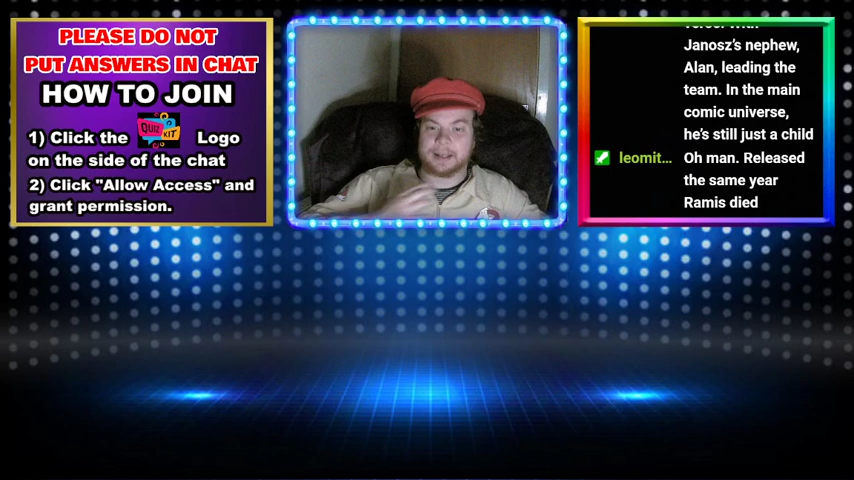 PLEASE DO NOT
PUT ANSWERS IN CHAT
HOW TO JOIN
1) Click the QUIZ KIT Logo
on the side of the chat
2) Click "Allow Access" and
grant permission.
Janosz's nephew,
Alan, leading the
team. In the main
comic universe,
he's still just a child
leomit... Oh man. Released
the same year
Ramis died